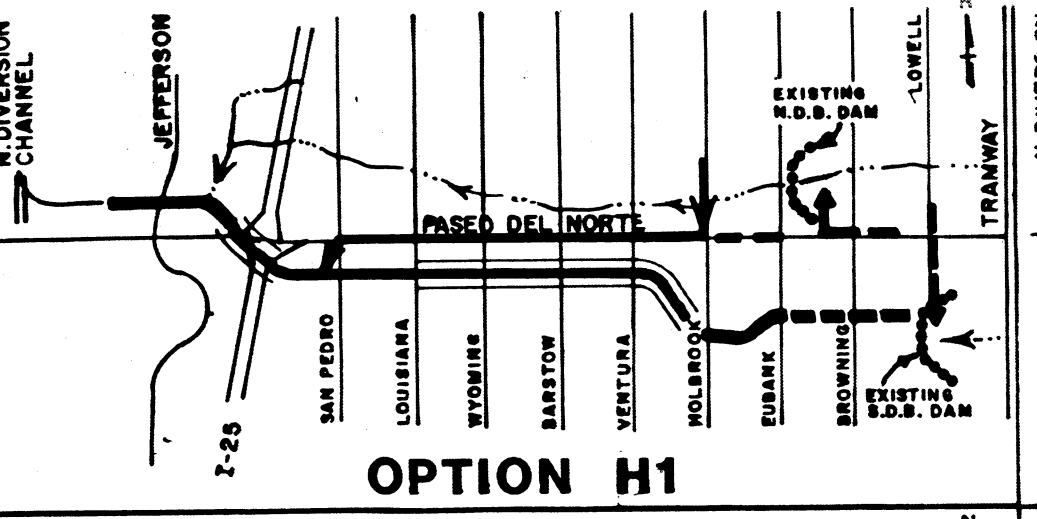 N. DIVERSION
CHANNEL
JEFFERSON
LOWELL
EXISTING
N.D.B. DAM
TRAMWAY
PASEO DEL NORTE
SAN PEDRO
LOUISIANA
WYOMING
BARSTOW
VENTURA
HOLBROOK
EUBANK
BROWNING
EXISTING
S.D.B. DAM
I-25
OPTION H1